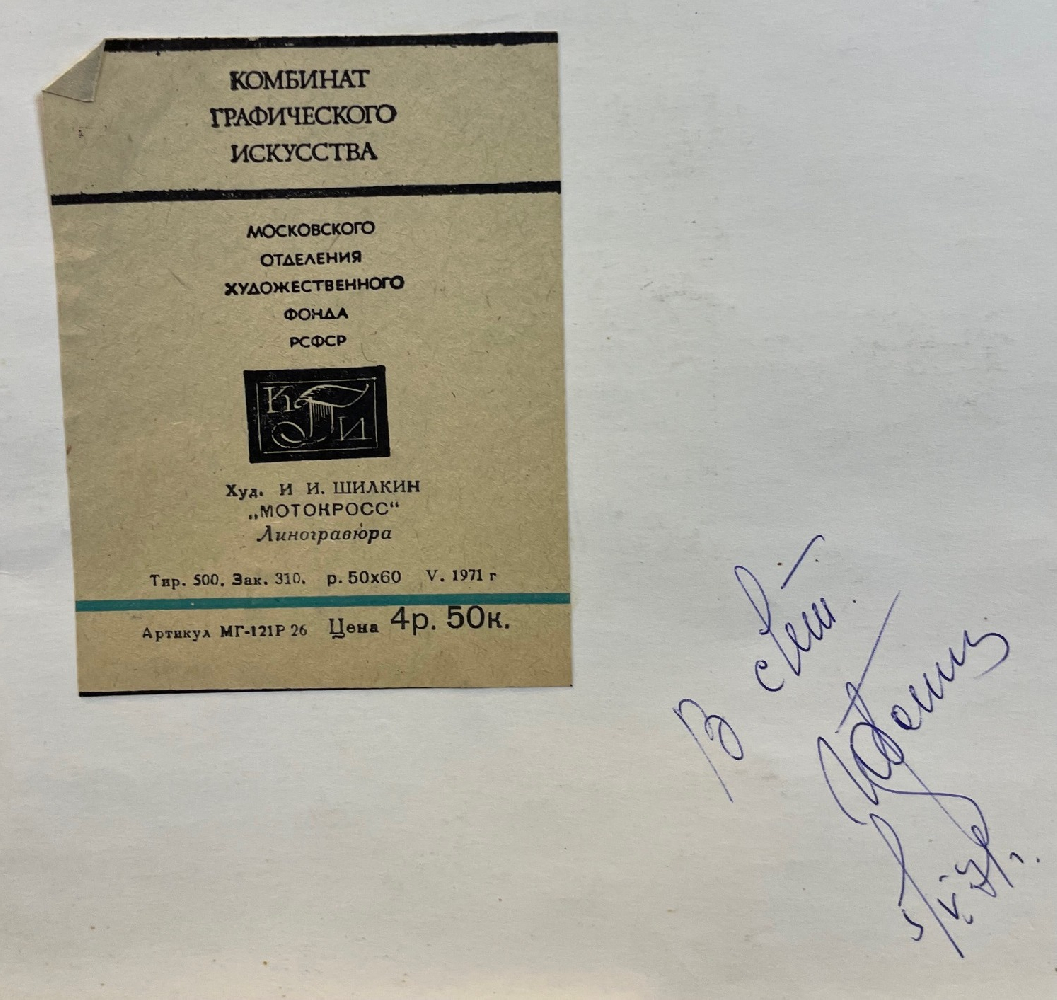 КОМБИНАТ
ГРАФИЧЕСКОГО
ИСКУССТВА
МОСКОВСКОГО
ОТДЕЛЕНИЯ
ХУДОЖЕСТВЕННОГО
ФОНДА
РСФСР
КГИ
Худ. И И. ШИЛКИН
„МОТОКРОСС“
Линогравюра
Тир. 500. Зак. 310. р. 50х60 V. 1971 г
Артикул МГ-121Р 26 Цена 4р. 50к.
В